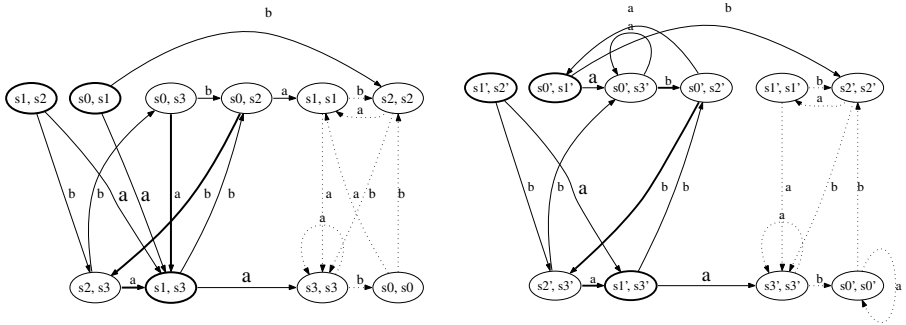 b
s1, s2 s0, s1 s0, s3 b s0, s2 a s1, s1 b s2, s2
a
b a a b a b b a a b b
a
s2, s3 a s1, s3 a s3, s3 b s0, s0
a b
a
s1', s2' s0', s1' a s0', s3' b s0', s2' s1', s1' b s2', s2'
a
b a b b b a b b
a
s2', s3' a s1', s3' a s3', s3' b s0', s0' a